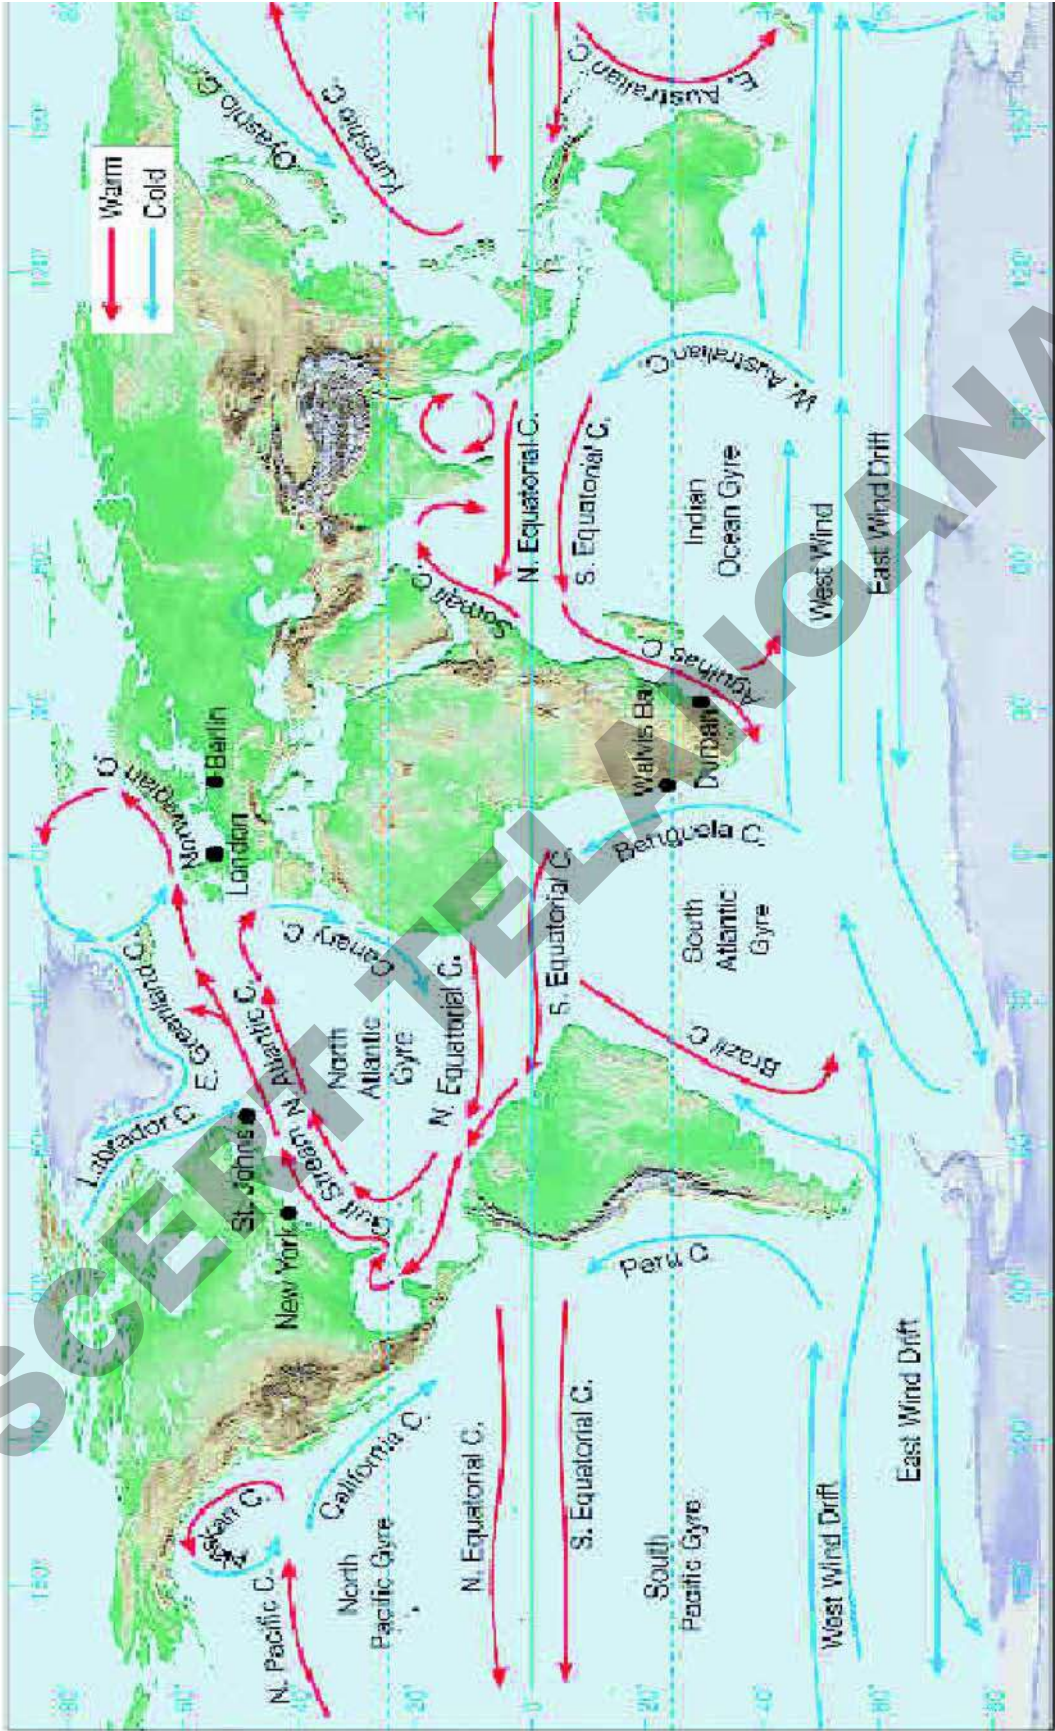 Warm
Cold
Oyashio C.
Kuroshio C.
E. Australian C.
W. Australian C.
N. Equatorial C.
S. Equatorial C.
Somali C.
Agulhas C.
Indian
Ocean Gyre
West Wind
East Wind Drift
Walvis Bay
Durban
Benguela C.
Berlin
London
Norwegian C.
E. Greenland C.
Labrador C.
St. Johns
New York
Gulf Stream
N. Atlantic C.
North
Atlantic
Gyre
Canary C.
N. Equatorial C.
S. Equatorial C.
South
Atlantic
Gyre
Brazil C.
Peru C.
Alaskan C.
N. Pacific C.
California C.
North
Pacific Gyre
N. Equatorial C.
S. Equatorial C.
South
Pacific Gyre
West Wind Drift
East Wind Drift
SCERT TELANGANA